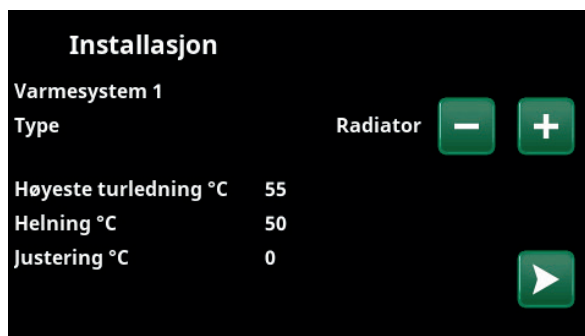 Installasjon
Varmesystem 1
Type Radiator
Høyeste turledning °C 55
Helning °C 50
Justering °C 0